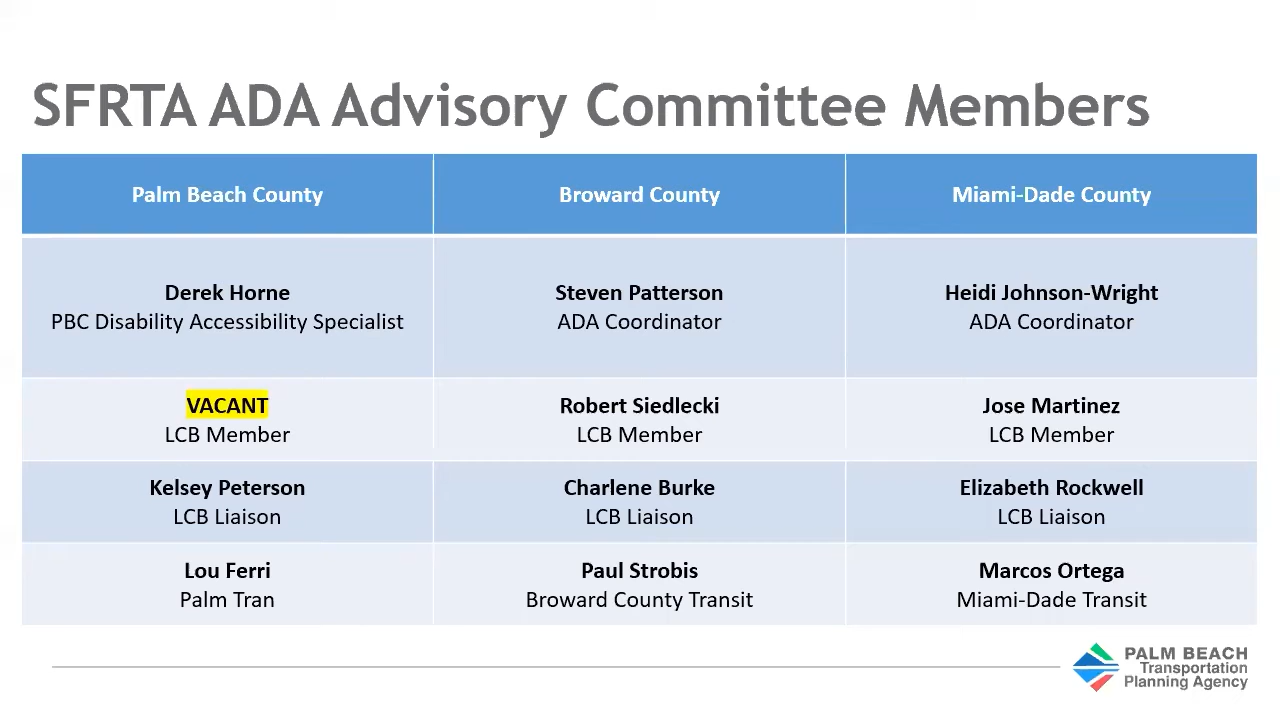 SFRTA ADA Advisory Committee Members
Palm Beach County
Broward County
Miami-Dade County
Derek Horne
PBC Disability Accessibility Specialist
Steven Patterson
ADA Coordinator
Heidi Johnson-Wright
ADA Coordinator
VACANT
LCB Member
Robert Siedlecki
LCB Member
Jose Martinez
LCB Member
Kelsey Peterson
LCB Liaison
Charlene Burke
LCB Liaison
Elizabeth Rockwell
LCB Liaison
Lou Ferri
Palm Tran
Paul Strobis
Broward County Transit
Marcos Ortega
Miami-Dade Transit
PALM BEACH
Transportation
Planning Agency